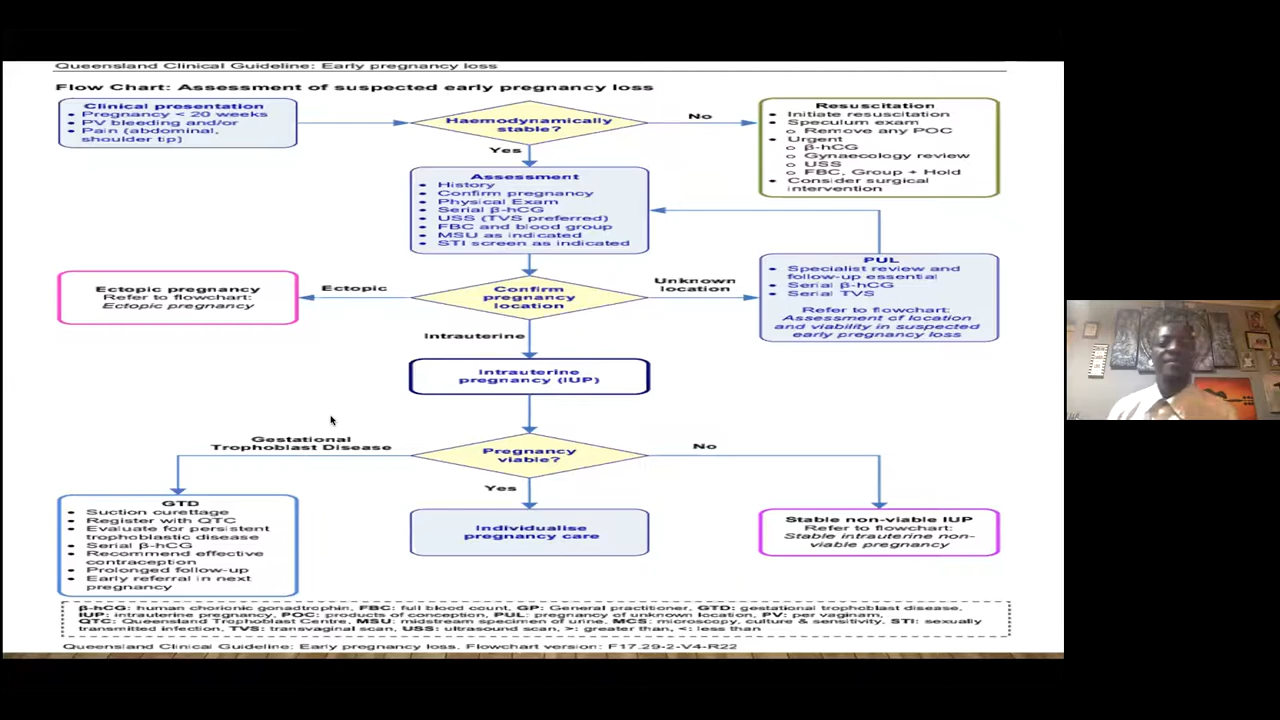 Queensland Clinical Guideline: Early pregnancy loss
Flow Chart: Assessment of suspected early pregnancy loss
Clinical presentation
• Pregnancy < 20 weeks
• PV bleeding and/or
• Pain (abdominal,
shoulder tip)
Haemodynamically
stable?
No
Yes
Resuscitation
• Initiate resuscitation
• Speculum exam
o Remove any POC
• Urgent
o β-hCG
o Gynaecology review
o USS
o FBC, Group + Hold
• Consider surgical
intervention
Assessment
• History
• Confirm pregnancy
• Physical Exam
• Serial β-hCG
• USS (TVS preferred)
• FBC and blood group
• MSU as indicated
• STI screen as indicated
Ectopic pregnancy
Refer to flowchart:
Ectopic pregnancy
Ectopic
Confirm
pregnancy
location
Unknown
location
PUL
• Specialist review and
follow-up essential
• Serial β-hCG
• Serial TVS
Refer to flowchart:
Assessment of location
and viability in suspected
early pregnancy loss
Intrauterine
Intrauterine
pregnancy (IUP)
Gestational
Trophoblast Disease
Pregnancy
viable?
No
Yes
GTD
• Suction curettage
• Register with QTC
• Evaluate for persistent
trophoblastic disease
• Serial β-hCG
• Recommend effective
contraception
• Prolonged follow-up
• Early referral in next
pregnancy
Individualise
pregnancy care
Stable non-viable IUP
Refer to flowchart:
Stable intrauterine non-
viable pregnancy
β-hCG: human chorionic gonadtrophin, FBC: full blood count, GP: General practitioner, GTD: gestational trophoblast disease,
IUP: intrauterine pregnancy, POC: products of conception, PUL: pregnancy of unknown location, PV: per vaginam,
QTC: Queensland Trophoblast Centre, MSU: midstream specimen of urine, MCS: microscopy, culture & sensitivity, STI: sexually
transmitted infection, TVS: transvaginal scan, USS: ultrasound scan, >: greater than, <: less than
Queensland Clinical Guideline: Early pregnancy loss. Flowchart version: F17.29-2-V4-R22